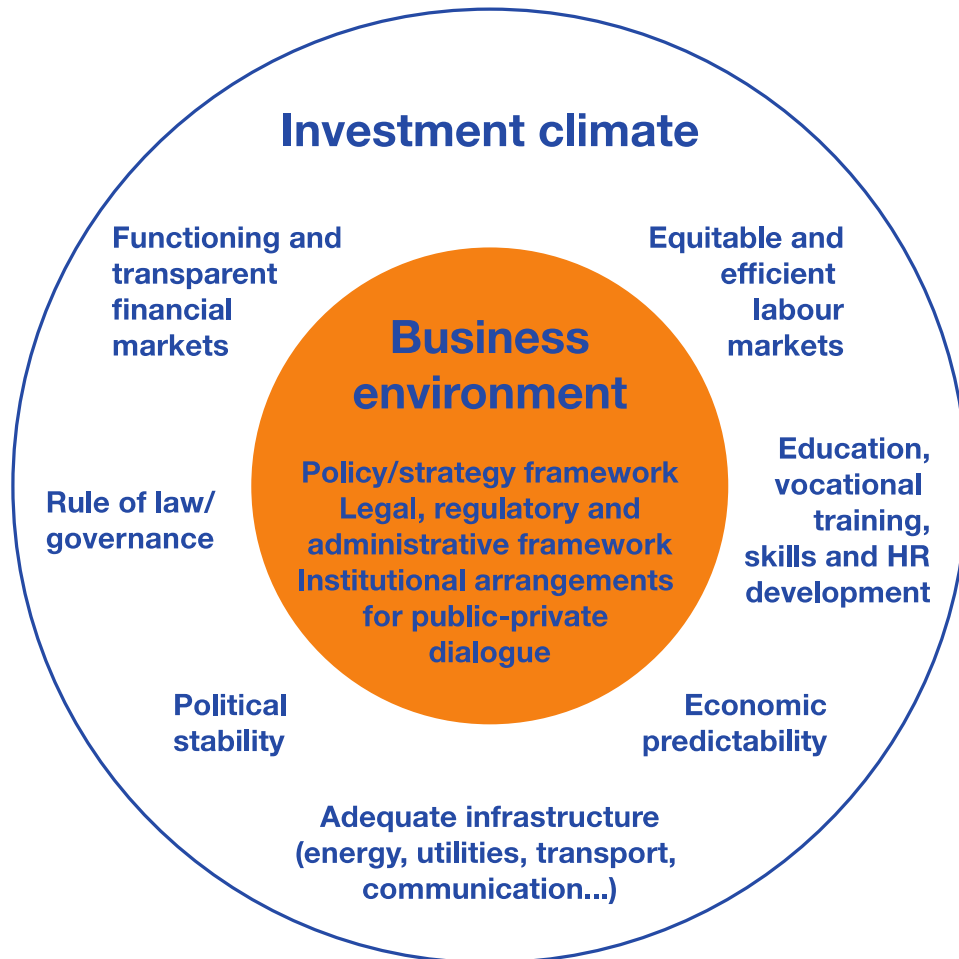 Investment climate
Functioning and
transparent
financial
markets
Equitable and
efficient
labour
markets
Business
environment
Policy/strategy framework
Legal, regulatory and
administrative framework
Institutional arrangements
for public-private
dialogue
Rule of law/
governance
Education,
vocational
training,
skills and HR
development
Political
stability
Economic
predictability
Adequate infrastructure
(energy, utilities, transport,
communication...)